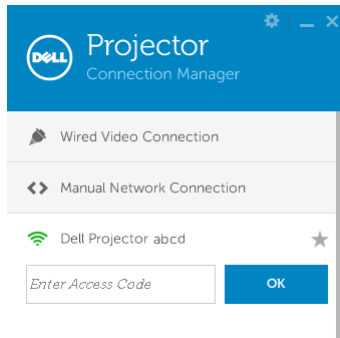 DELL
Projector
Connection Manager
Wired Video Connection
Manual Network Connection
Dell Projector abcd
Enter Access Code
OK